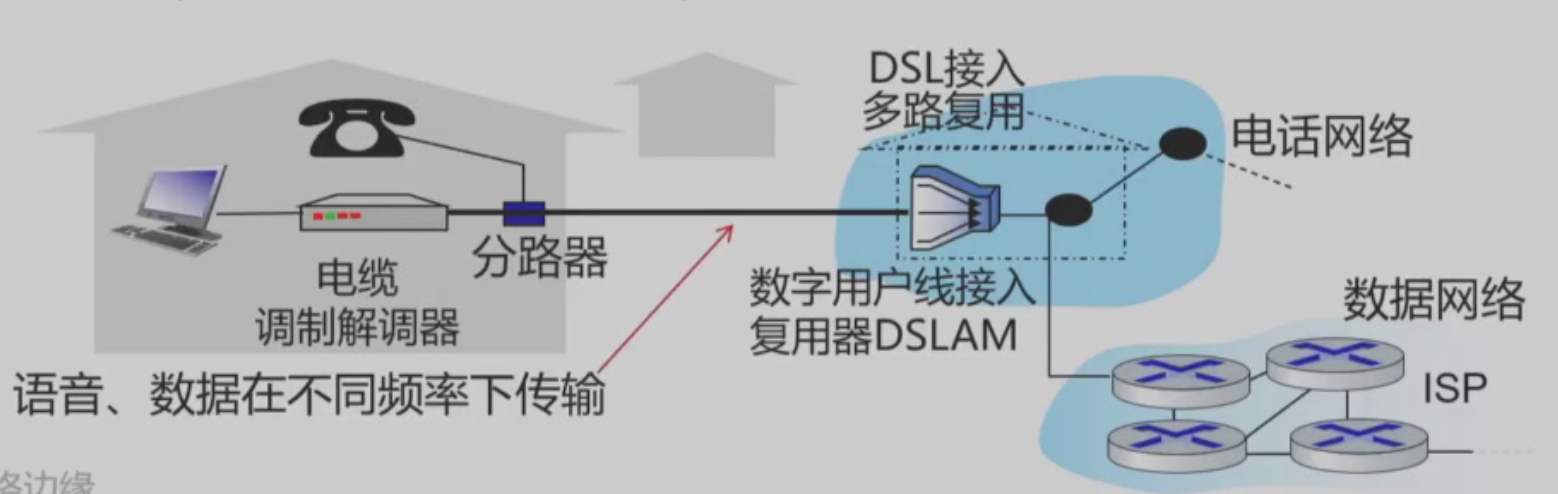 DSL接入
多路复用
电话网络
分路器
电缆
调制解调器
数字用户线接入
复用器DSLAM
数据网络
ISP
语音、数据在不同频率下传输
络边缘